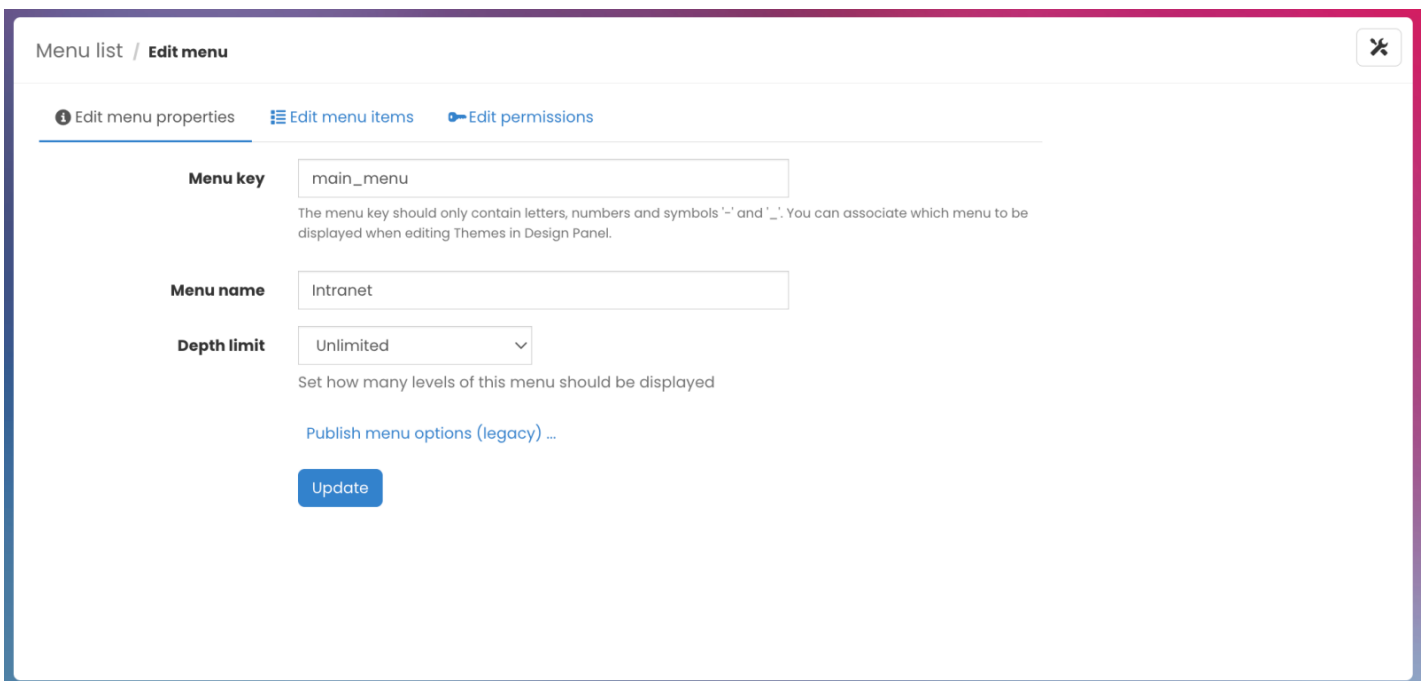 Menu list / Edit menu
Edit menu properties
Edit menu items
Edit permissions
Menu key
main_menu
The menu key should only contain letters, numbers and symbols '-' and '_'. You can associate which menu to be
displayed when editing Themes in Design Panel.
Menu name
Intranet
Depth limit
Unlimited
Set how many levels of this menu should be displayed
Publish menu options (legacy) ...
Update